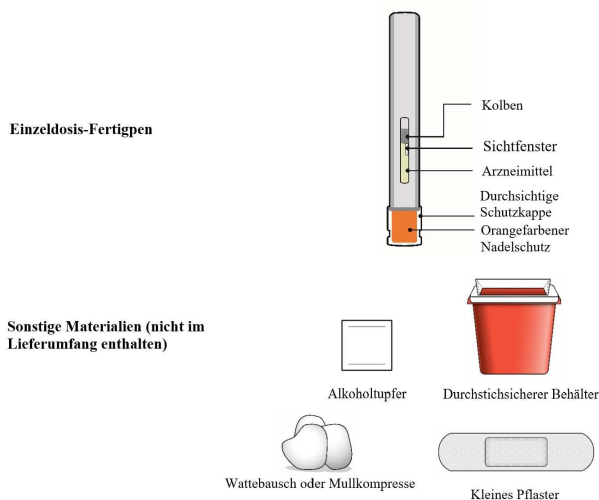 Einzeldosis-Fertigpen
Kolben
Sichtfenster
Arzneimittel
Durchsichtige
Schutzkappe
Orangefarbener
Nadelschutz
Sonstige Materialien (nicht im
Lieferumfang enthalten)
Alkoholtupfer
Durchstichsicherer Behälter
Wattebausch oder Mullkompresse
Kleines Pflaster